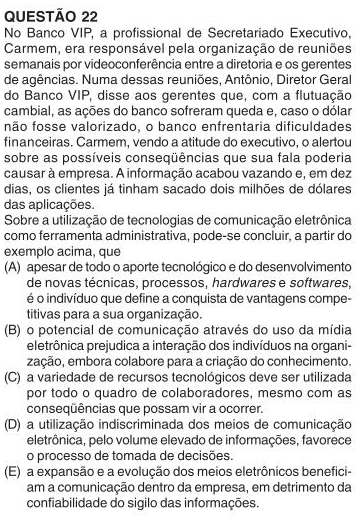 QUESTÃO 22
No Banco VIP, a profissional de Secretariado Executivo,
Carmem, era responsável pela organização de reuniões
semanais por videoconferência entre a diretoria e os gerentes
de agências. Numa dessas reuniões, Antônio, Diretor Geral
do Banco VIP, disse aos gerentes que, com a flutuação
cambial, as ações do banco sofreram queda e, caso o dólar
não fosse valorizado, o banco enfrentaria dificuldades
financeiras. Carmem, vendo a atitude do executivo, o alertou
sobre as possíveis conseqüências que sua fala poderia
causar à empresa. A informação acabou vazando e, em dez
dias, os clientes já tinham sacado dois milhões de dólares
das aplicações.
Sobre a utilização de tecnologias de comunicação eletrônica
como ferramenta administrativa, pode-se concluir, a partir do
exemplo acima, que
(A) apesar de todo o aporte tecnológico e do desenvolvimento
de novas técnicas, processos, hardwares e softwares,
é o indivíduo que define a conquista de vantagens compe-
titivas para a sua organização.
(B) o potencial de comunicação através do uso da mídia
eletrônica prejudica a interação dos indivíduos na organi-
zação, embora colabore para a criação do conhecimento.
(C) a variedade de recursos tecnológicos deve ser utilizada
por todo o quadro de colaboradores, mesmo com as
conseqüências que possam vir a ocorrer.
(D) a utilização indiscriminada dos meios de comunicação
eletrônica, pelo volume elevado de informações, favorece
o processo de tomada de decisões.
(E) a expansão e a evolução dos meios eletrônicos benefici-
am a comunicação dentro da empresa, em detrimento da
confiabilidade do sigilo das informações.